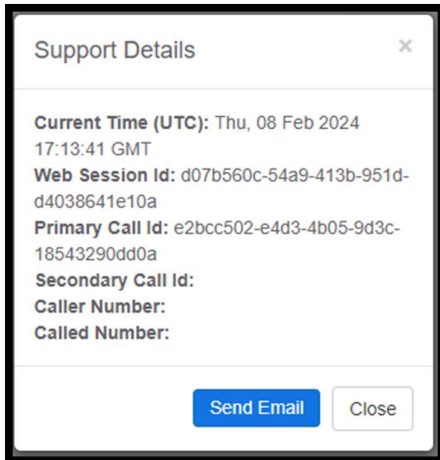 Support Details ×
Current Time (UTC): Thu, 08 Feb 2024
17:13:41 GMT
Web Session Id: d07b560c-54a9-413b-951d-
d4038641e10a
Primary Call Id: e2bcc502-e4d3-4b05-9d3c-
18543290dd0a
Secondary Call Id:
Caller Number:
Called Number:
Send Email Close